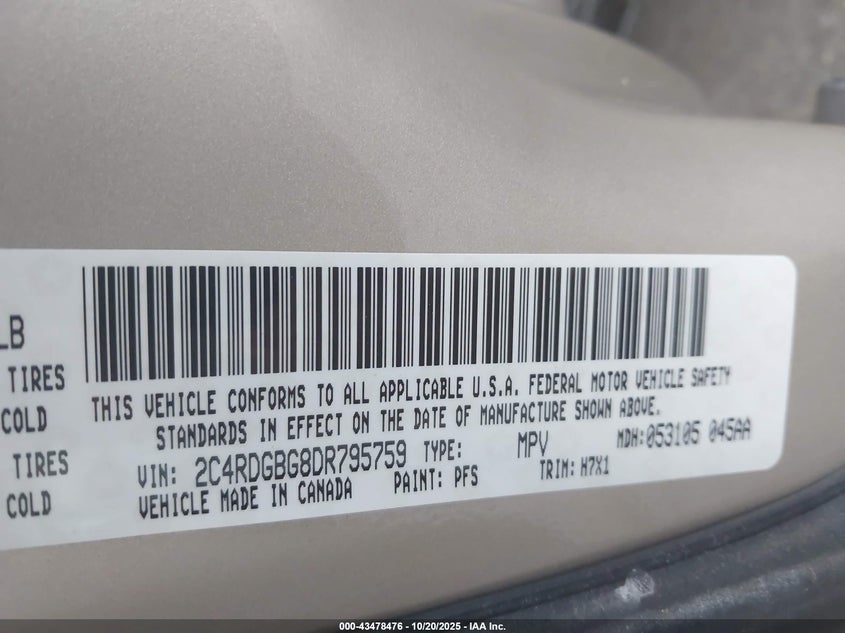 LB
TIRES
COLD
TIRES
COLD
THIS VEHICLE CONFORMS TO ALL APPLICABLE U.S.A. FEDERAL MOTOR VEHICLE SAFETY
STANDARDS IN EFFECT ON THE DATE OF MANUFACTURE SHOWN ABOVE.
VIN: 2C4RDGBG8DR795759 TYPE: MPV MDH:053105 045AA
VEHICLE MADE IN CANADA PAINT: PFS TRIM: H7X1
000-43478476 - 10/20/2025 - IAA Inc.